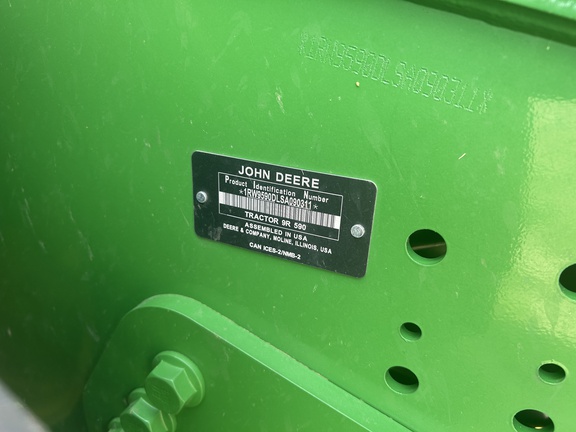 *1RW9590DLSA090311*
JOHN DEERE
Product Identification Number
*1RW9590DLSA090311*
TRACTOR 9R 590
ASSEMBLED IN USA
DEERE & COMPANY, MOLINE, ILLINOIS, USA
CAN ICES-2/NMB-2